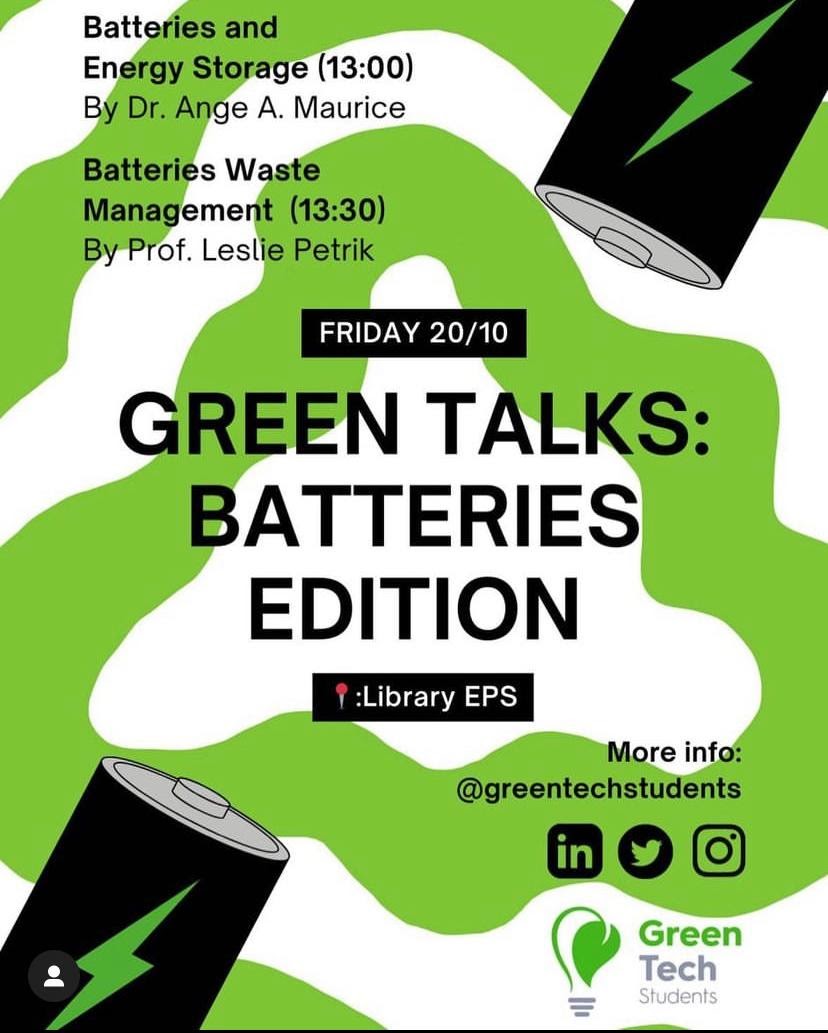 Batteries and
Energy Storage (13:00)
By Dr. Ange A. Maurice
Batteries Waste
Management (13:30)
By Prof. Leslie Petrik
FRIDAY 20/10
GREEN TALKS:
BATTERIES
EDITION
📍:Library EPS
More info:
@greentechstudents
in
Green
Tech
Students